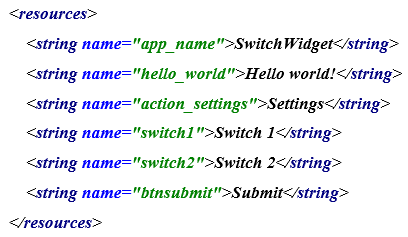 <resources>
<string name="app_name">SwitchWidget</string>
<string name="hello_world">Hello world!</string>
<string name="action_settings">Settings</string>
<string name="switch1">Switch 1</string>
<string name="switch2">Switch 2</string>
<string name="btnsubmit">Submit</string>
</resources>